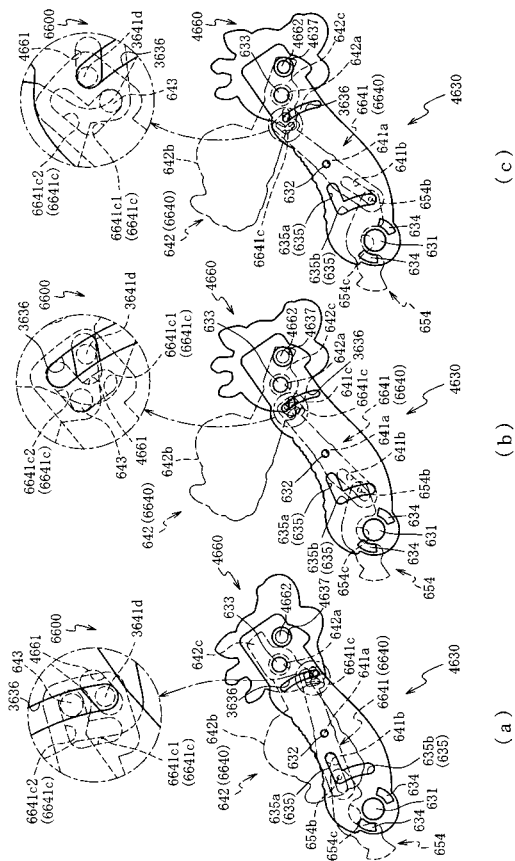 6600
4661
3641d
3636
643
6641c2
(6641c)
6641c1
(6641c)
4660
633
4662
4637
642c
642a
3636
6641
(6640)
4630
642b
642 (6640)
6641c
632
641a
641b
635a
(635)
635b
(635)
654b
654c
634
631
634
654
(c)
6600
3636
3641d
6641c1
(6641c)
6641c2
(6641c)
643
4661
4660
633
4662
4637
642c
642a
3636
641c
6641c
6641
(6640)
4630
642b
642 (6640)
632
641a
641b
635a
(635)
635b
(635)
654b
654c
634
631
634
654
(b)
6600
643
3636
4661
3641d
6641c2
(6641c)
6641c1
(6641c)
4660
633
642c
4662
4637
642a
3636
642b
6641c
641a
6641 (6640)
4630
642 (6640)
632
641b
635a
(635)
635b
(635)
654b
654c
634
631
634
654
(a)